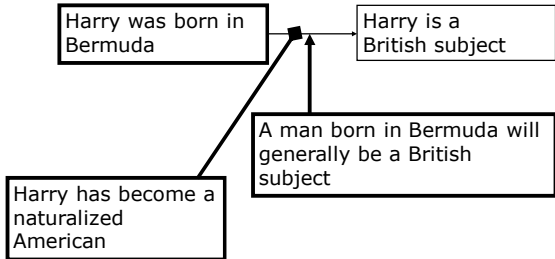 Harry was born in
Bermuda
Harry is a
British subject
A man born in Bermuda will
generally be a British
subject
Harry has become a
naturalized
American